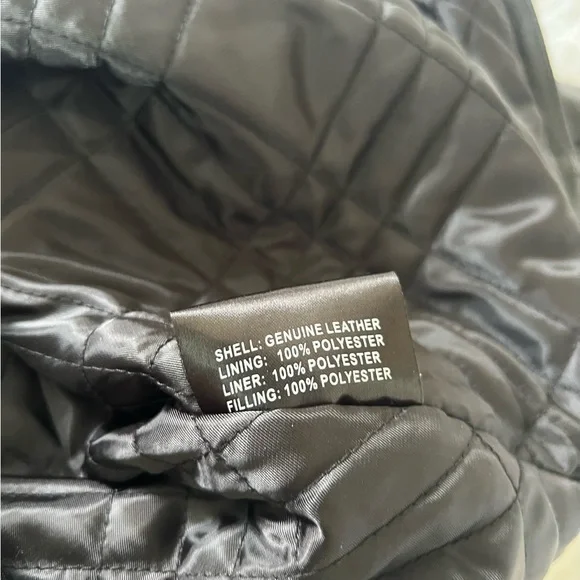 SHELL: GENUINE LEATHER
LINING: 100% POLYESTER
LINER: 100% POLYESTER
FILLING: 100% POLYESTER